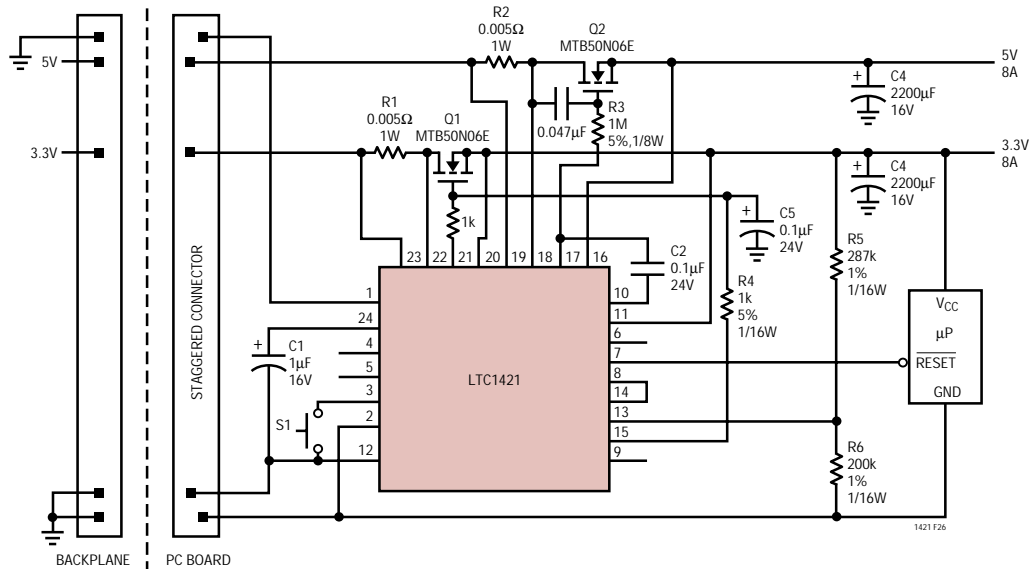 R2
0.005Ω
1W
Q2
MTB50N06E
5V
8A
5V
+
C4
2200µF
16V
R1
0.005Ω
1W
Q1
MTB50N06E
0.047µF
R3
1M
5%,1/8W
3.3V
3.3V
8A
+
C4
2200µF
16V
1k
+
C5
0.1µF
24V
R5
287k
1%
1/16W
C2
0.1µF
24V
R4
1k
5%
1/16W
23 22 21 20 19 18 17 16
1
24
4
5
3
2
12
10
11
6
7
8
14
13
15
9
LTC1421
+
C1
1µF
16V
S1
VCC
µP
RESET
GND
R6
200k
1%
1/16W
STAGGERED CONNECTOR
1421 F26
BACKPLANE
PC BOARD